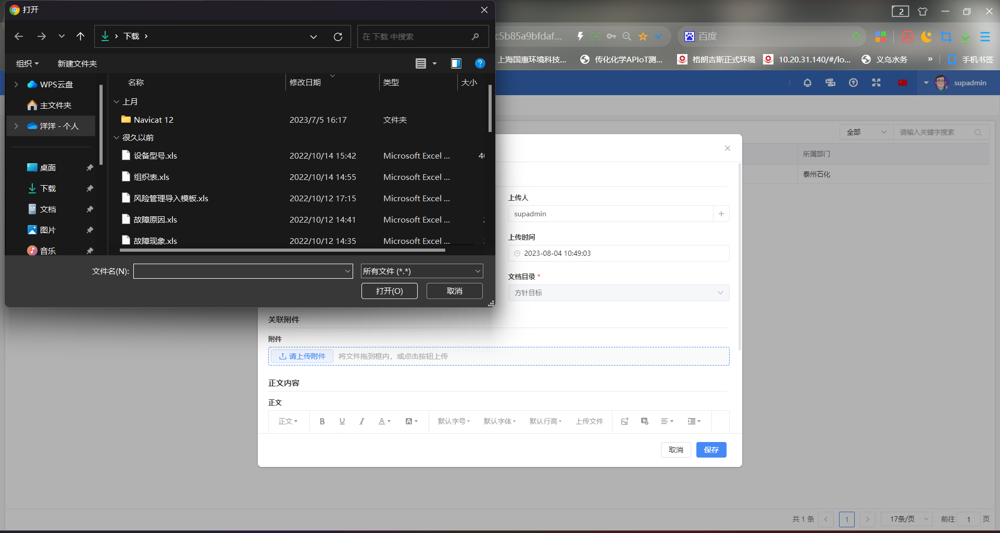 打开
下载
在 下载 中搜索
组织
新建文件夹
WPS云盘
主文件夹
洋洋 - 个人
桌面
下载
文档
图片
音乐
名称
修改日期
类型
大小
上月
Navicat 12
2023/7/5 16:17
文件夹
很久以前
设备型号.xls
2022/10/14 15:42
Microsoft Excel ...
组织表.xls
2022/10/14 14:55
Microsoft Excel ...
风险管理导入模板.xls
2022/10/12 17:15
Microsoft Excel ...
故障原因.xls
2022/10/12 14:41
Microsoft Excel ...
故障现象.xls
2022/10/12 14:35
Microsoft Excel ...
文件名(N):
所有文件 (*.*)
打开(O)
取消
2
c5b85a9bfdaf...
百度
上海国惠环境科技...
传化化学APIoT测...
格朗吉斯正式环境
10.20.31.140/#/lo...
义乌水务
»
手机书签
supadmin
全部
请输入关键字搜索
所属部门
泰州石化
上传人
supadmin
上传时间
2023-08-04 10:49:03
文档目录 *
方针目标
关联附件
附件
请上传附件
将文件拖到框内，或点击按钮上传
正文内容
正文
正文
B
U
I
A
A
默认字号
默认字体
默认行高
上传文件
取消
保存
共 1 条
1
17条/页
前往
1
页